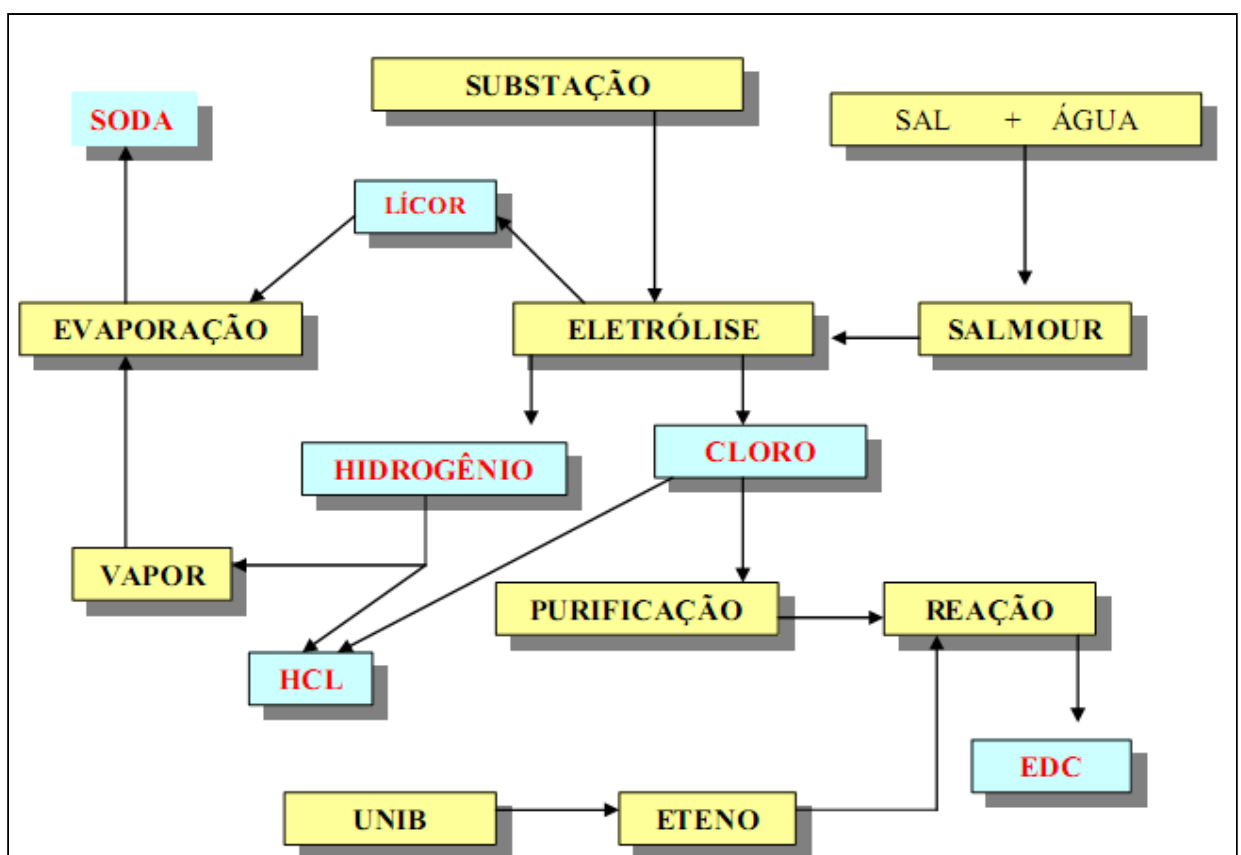 SUBSTAÇÃO
SODA
SAL + ÁGUA
LÍCOR
EVAPORAÇÃO
ELETRÓLISE
SALMOUR
HIDROGÊNIO
CLORO
VAPOR
PURIFICAÇÃO
REAÇÃO
HCL
EDC
UNIB
ETENO